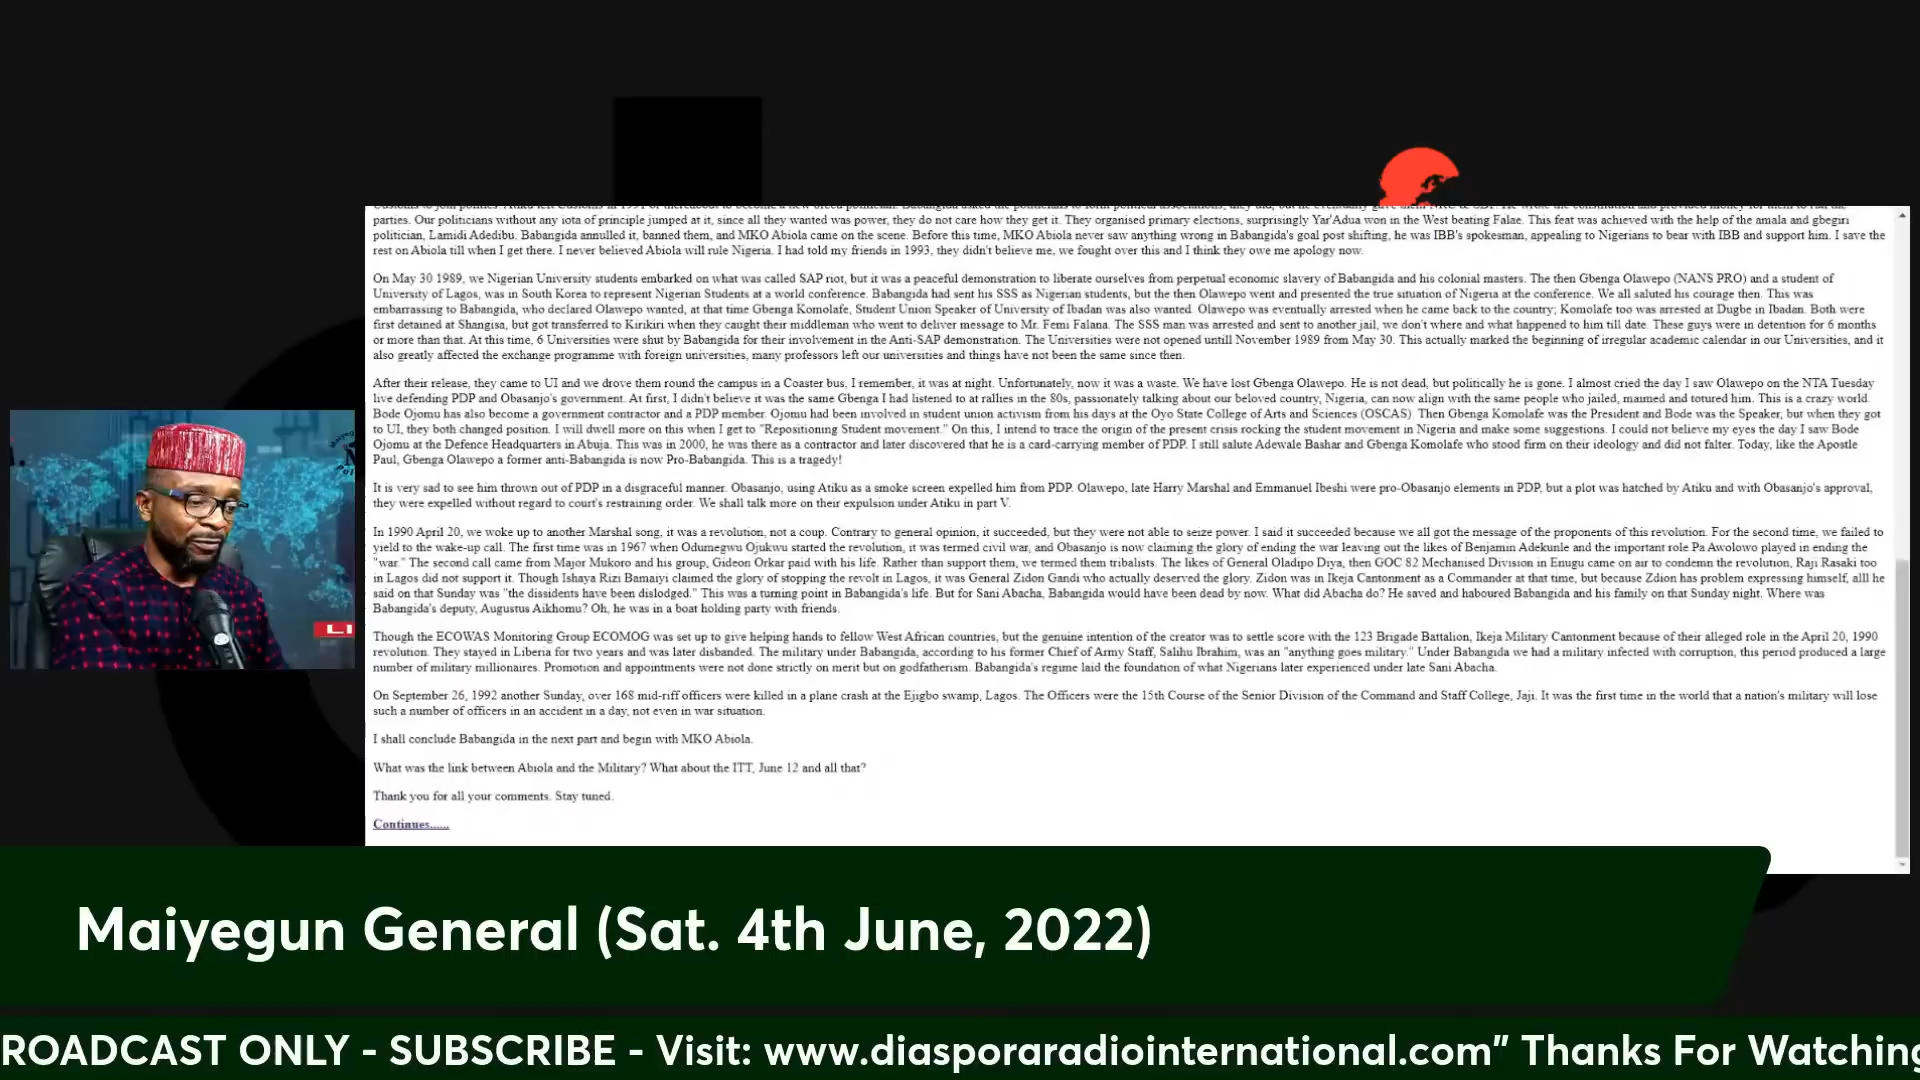 parties. Our politicians without any iota of principle jumped at it, since all they wanted was power, they do not care how they get it. They organised primary elections, surprisingly Yar'Adua won in the West beating Falae. This feat was achieved with the help of the amala and gbegiri
politician, Lamidi Adedibu. Babangida annulled it, banned them, and MKO Abiola came on the scene. Before this time, MKO Abiola never saw anything wrong in Babangida's goal post shifting, he was IBB's spokesman, appealing to Nigerians to bear with IBB and support him. I save the
rest on Abiola till when I get there. I never believed Abiola will rule Nigeria. I had told my friends in 1993, they didn't believe me, we fought over this and I think they owe me apology now.
On May 30 1989, we Nigerian University students embarked on what was called SAP riot, but it was a peaceful demonstration to liberate ourselves from perpetual economic slavery of Babangida and his colonial masters. The then Gbenga Olawepo (NANS PRO) and a student of
University of Lagos, was in South Korea to represent Nigerian Students at a world conference. Babangida had sent his SSS as Nigerian students, but the then Olawepo went and presented the true situation of Nigeria at the conference. We all saluted his courage then. This was
embarrassing to Babangida, who declared Olawepo wanted, at that time Gbenga Komolafe, Student Union Speaker of University of Ibadan was also wanted. Olawepo was eventually arrested when he came back to the country; Komolafe too was arrested at Dugbe in Ibadan. Both were
first detained at Shangisa, but got transferred to Kirikiri when they caught their middleman who went to deliver message to Mr. Femi Falana. The SSS man was arrested and sent to another jail, we don't where and what happened to him till date. These guys were in detention for 6 months
or more than that. At this time, 6 Universities were shut by Babangida for their involvement in the Anti-SAP demonstration. The Universities were not opened untill November 1989 from May 30. This actually marked the beginning of irregular academic calendar in our Universities, and it
also greatly affected the exchange programme with foreign universities, many professors left our universities and things have not been the same since then.
After their release, they came to UI and we drove them round the campus in a Coaster bus, I remember, it was at night. Unfortunately, now it was a waste. We have lost Gbenga Olawepo. He is not dead, but politically he is gone. I almost cried the day I saw Olawepo on the NTA Tuesday
live defending PDP and Obasanjo's government. At first, I didn't believe it was the same Gbenga I had listened to at rallies in the 80s, passionately talking about our beloved country, Nigeria, can now align with the same people who jailed, maimed and totured him. This is a crazy world.
Bode Ojomu has also become a government contractor and a PDP member. Ojomu had been involved in student union activism from his days at the Oyo State College of Arts and Sciences (OSCAS). Then Gbenga Komolafe was the President and Bode was the Speaker, but when they got
to UI, they both changed position. I will dwell more on this when I get to "Repositioning Student movement." On this, I intend to trace the origin of the present crisis rocking the student movement in Nigeria and make some suggestions. I could not believe my eyes the day I saw Bode
Ojomu at the Defence Headquarters in Abuja. This was in 2000, he was there as a contractor and later discovered that he is a card-carrying member of PDP. I still salute Adewale Bashar and Gbenga Komolafe who stood firm on their ideology and did not falter. Today, like the Apostle
Paul, Gbenga Olawepo a former anti-Babangida is now Pro-Babangida. This is a tragedy!
It is very sad to see him thrown out of PDP in a disgraceful manner. Obasanjo, using Atiku as a smoke screen expelled him from PDP. Olawepo, late Harry Marshal and Emmanuel Ibeshi were pro-Obasanjo elements in PDP, but a plot was hatched by Atiku and with Obasanjo's approval,
they were expelled without regard to court's restraining order. We shall talk more on their expulsion under Atiku in part V.
In 1990 April 20, we woke up to another Marshal song, it was a revolution, not a coup. Contrary to general opinion, it succeeded, but they were not able to seize power. I said it succeeded because we all got the message of the proponents of this revolution. For the second time, we failed to
yield to the wake-up call. The first time was in 1967 when Odumegwu Ojukwu started the revolution, it was termed civil war, and Obasanjo is now claiming the glory of ending the war leaving out the likes of Benjamin Adekunle and the important role Pa Awolowo played in ending the
"war." The second call came from Major Mukoro and his group, Gideon Orkar paid with his life. Rather than support them, we termed them tribalists. The likes of General Oladipo Diya, then GOC 82 Mechanised Division in Enugu came on air to condemn the revolution, Raji Rasaki too
in Lagos did not support it. Though Ishaya Rizi Bamaiyi claimed the glory of stopping the revolt in Lagos, it was General Zidon Gandi who actually deserved the glory. Zidon was in Ikeja Cantonment as a Commander at that time, but because Zdion has problem expressing himself, alll he
said on that Sunday was "the dissidents have been dislodged." This was a turning point in Babangida's life. But for Sani Abacha, Babangida would have been dead by now. What did Abacha do? He saved and haboured Babangida and his family on that Sunday night. Where was
Babangida's deputy, Augustus Aikhomu? Oh, he was in a boat holding party with friends.
Though the ECOWAS Monitoring Group ECOMOG was set up to give helping hands to fellow West African countries, but the genuine intention of the creator was to settle score with the 123 Brigade Battalion, Ikeja Military Cantonment because of their alleged role in the April 20, 1990
revolution. They stayed in Liberia for two years and was later disbanded. The military under Babangida, according to his former Chief of Army Staff, Salihu Ibrahim, was an "anything goes military." Under Babangida we had a military infected with corruption, this period produced a large
number of military millionaires. Promotion and appointments were not done strictly on merit but on godfatherism. Babangida's regime laid the foundation of what Nigerians later experienced under late Sani Abacha.
On September 26, 1992 another Sunday, over 168 mid-riff officers were killed in a plane crash at the Ejigbo swamp, Lagos. The Officers were the 15th Course of the Senior Division of the Command and Staff College, Jaji. It was the first time in the world that a nation's military will lose
such a number of officers in an accident in a day, not even in war situation.
I shall conclude Babangida in the next part and begin with MKO Abiola.
What was the link between Abiola and the Military? What about the ITT, June 12 and all that?
Thank you for all your comments. Stay tuned.
Continues......
LI
Maiyegun General (Sat. 4th June, 2022)
ROADCAST ONLY - SUBSCRIBE - Visit: www.diasporaradiointernational.com" Thanks For Watching